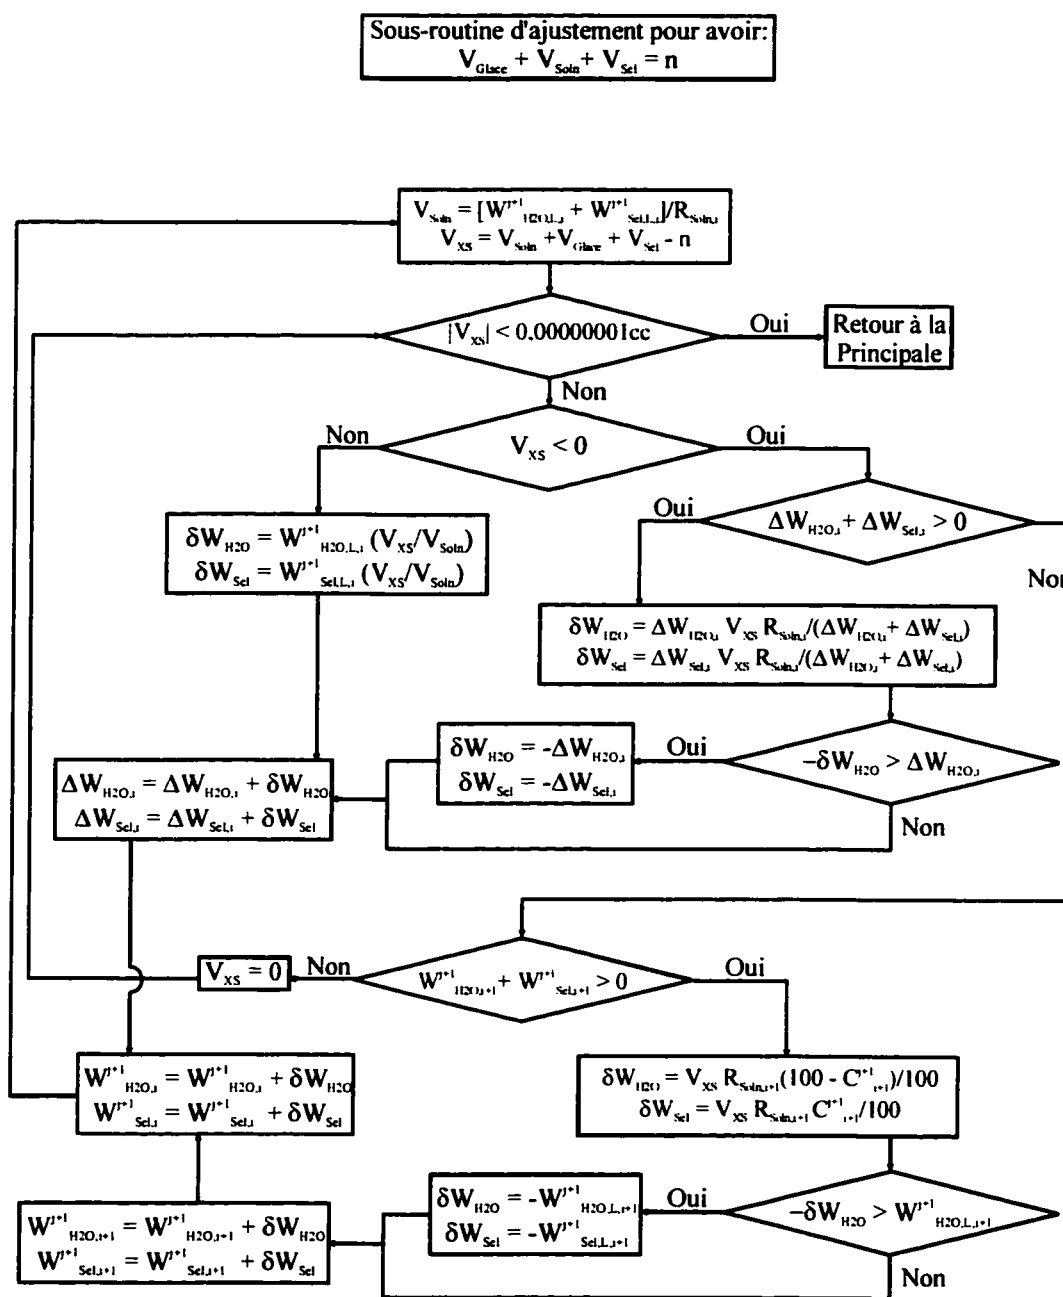 Sous-routine d'ajustement pour avoir:
V_Glace + V_Soln + V_Sel = n
V_Soln = [W^j+1_H2O,L,i + W^j+1_Sel,L,i]/R_Soln,i
V_XS = V_Soln + V_Glace + V_Sel - n
|V_XS| < 0.00000001cc
Oui
Retour à la
Principale
Non
V_XS < 0
Non
Oui
δW_H2O = W^j+1_H2O,L,i (V_XS/V_Soln)
δW_Sel = W^j+1_Sel,L,i (V_XS/V_Soln)
Oui
ΔW_H2O,i + ΔW_Sel,i > 0
Non
δW_H2O = ΔW_H2O,i V_XS R_Soln,i/(ΔW_H2O,i + ΔW_Sel,i)
δW_Sel = ΔW_Sel,i V_XS R_Soln,i/(ΔW_H2O,i + ΔW_Sel,i)
-δW_H2O > ΔW_H2O,i
Oui
Non
δW_H2O = -ΔW_H2O,i
δW_Sel = -ΔW_Sel,i
ΔW_H2O,i = ΔW_H2O,i + δW_H2O
ΔW_Sel,i = ΔW_Sel,i + δW_Sel
V_XS = 0
Non
W^j+1_H2O,i+1 + W^j+1_Sel,i+1 > 0
Oui
δW_H2O = V_XS R_Soln,i+1(100 - C^j+1_i+1)/100
δW_Sel = V_XS R_Soln,i+1 C^j+1_i+1/100
W^j+1_H2O,i = W^j+1_H2O,i + δW_H2O
W^j+1_Sel,i = W^j+1_Sel,i + δW_Sel
-δW_H2O > W^j+1_H2O,L,i+1
Oui
Non
δW_H2O = -W^j+1_H2O,L,i+1
δW_Sel = -W^j+1_Sel,L,i+1
W^j+1_H2O,i+1 = W^j+1_H2O,i+1 + δW_H2O
W^j+1_Sel,i+1 = W^j+1_Sel,i+1 + δW_Sel